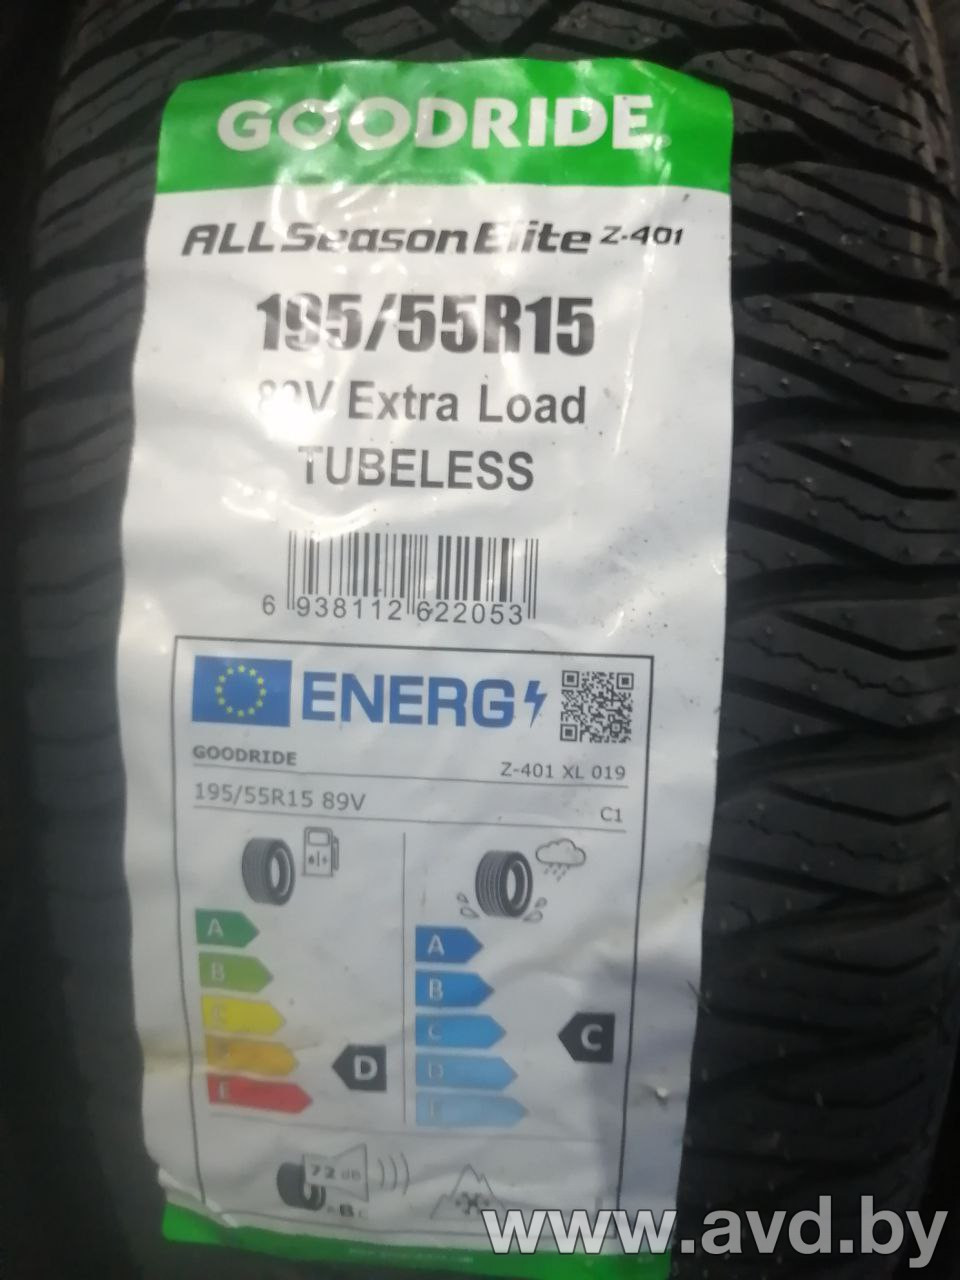 GOODRIDE
ALL Season Elite Z-401
195/55R15
89V Extra Load
TUBELESS
6 938112 622053
ENERG
GOODRIDE
Z-401 XL 019
195/55R15 89V
C1
A
B
C
D
E
D
A
B
C
D
E
C
72 dB
B
www.avd.by